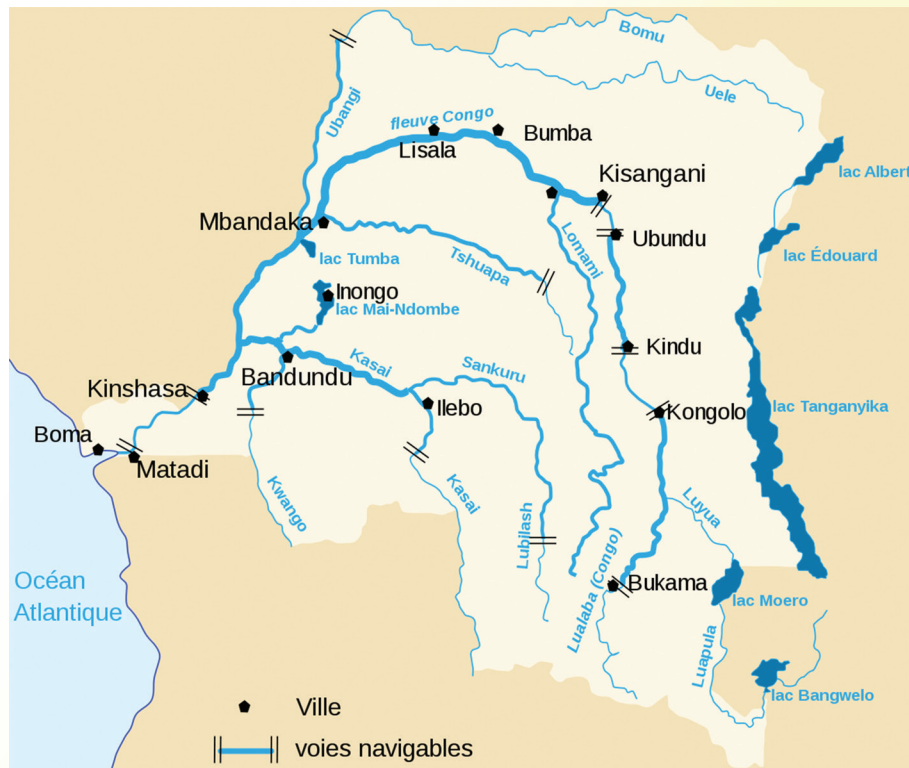 Bomu
Uele
Ubangi
fleuve Congo
Lisala
Bumba
lac Albert
Kisangani
Mbandaka
Ubundu
Lomami
lac Édouard
lac Tumba
Tshuapa
Inongo
lac Mai-Ndombe
Kindu
Kasai
Sankuru
Bandundu
Kinshasa
Ilebo
Kongolo
lac Tanganyika
Boma
Matadi
Kwango
Kasai
Lubilash
Luyua
Lualaba (Congo)
Bukama
Océan
Atlantique
lac Moero
Luapula
lac Bangwelo
Ville
voies navigables